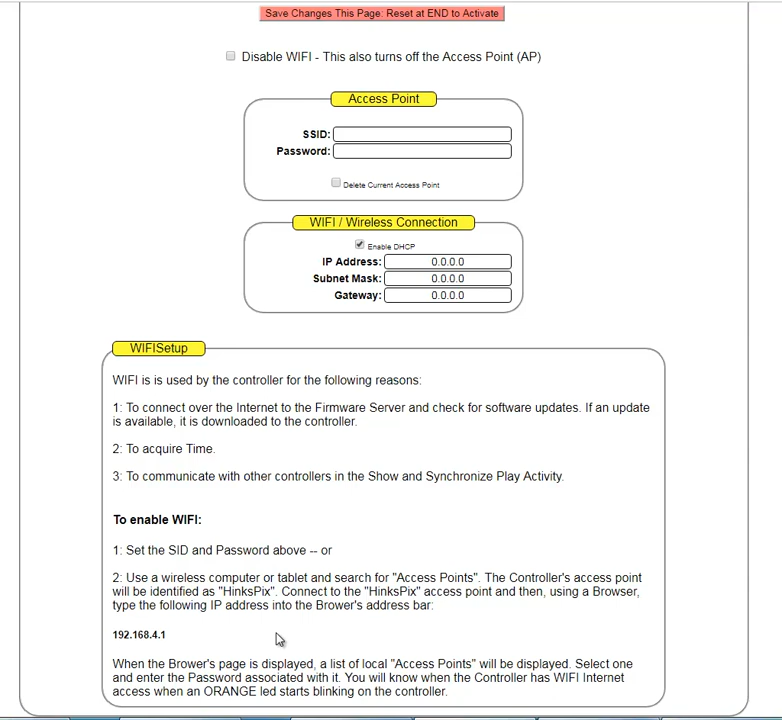 Save Changes This Page: Reset at END to Activate
Disable WIFI - This also turns off the Access Point (AP)
Access Point
SSID:
Password:
Delete Current Access Point
WIFI / Wireless Connection
Enable DHCP
IP Address: 0.0.0.0
Subnet Mask: 0.0.0.0
Gateway: 0.0.0.0
WIFISetup
WIFI is is used by the controller for the following reasons:
1: To connect over the Internet to the Firmware Server and check for software updates. If an update
is available, it is downloaded to the controller.
2: To acquire Time.
3: To communicate with other controllers in the Show and Synchronize Play Activity.
To enable WIFI:
1: Set the SID and Password above -- or
2: Use a wireless computer or tablet and search for "Access Points". The Controller's access point
will be identified as "HinksPix". Connect to the "HinksPix" access point and then, using a Browser,
type the following IP address into the Brower's address bar:
192.168.4.1
When the Brower's page is displayed, a list of local "Access Points" will be displayed. Select one
and enter the Password associated with it. You will know when the Controller has WIFI Internet
access when an ORANGE led starts blinking on the controller.